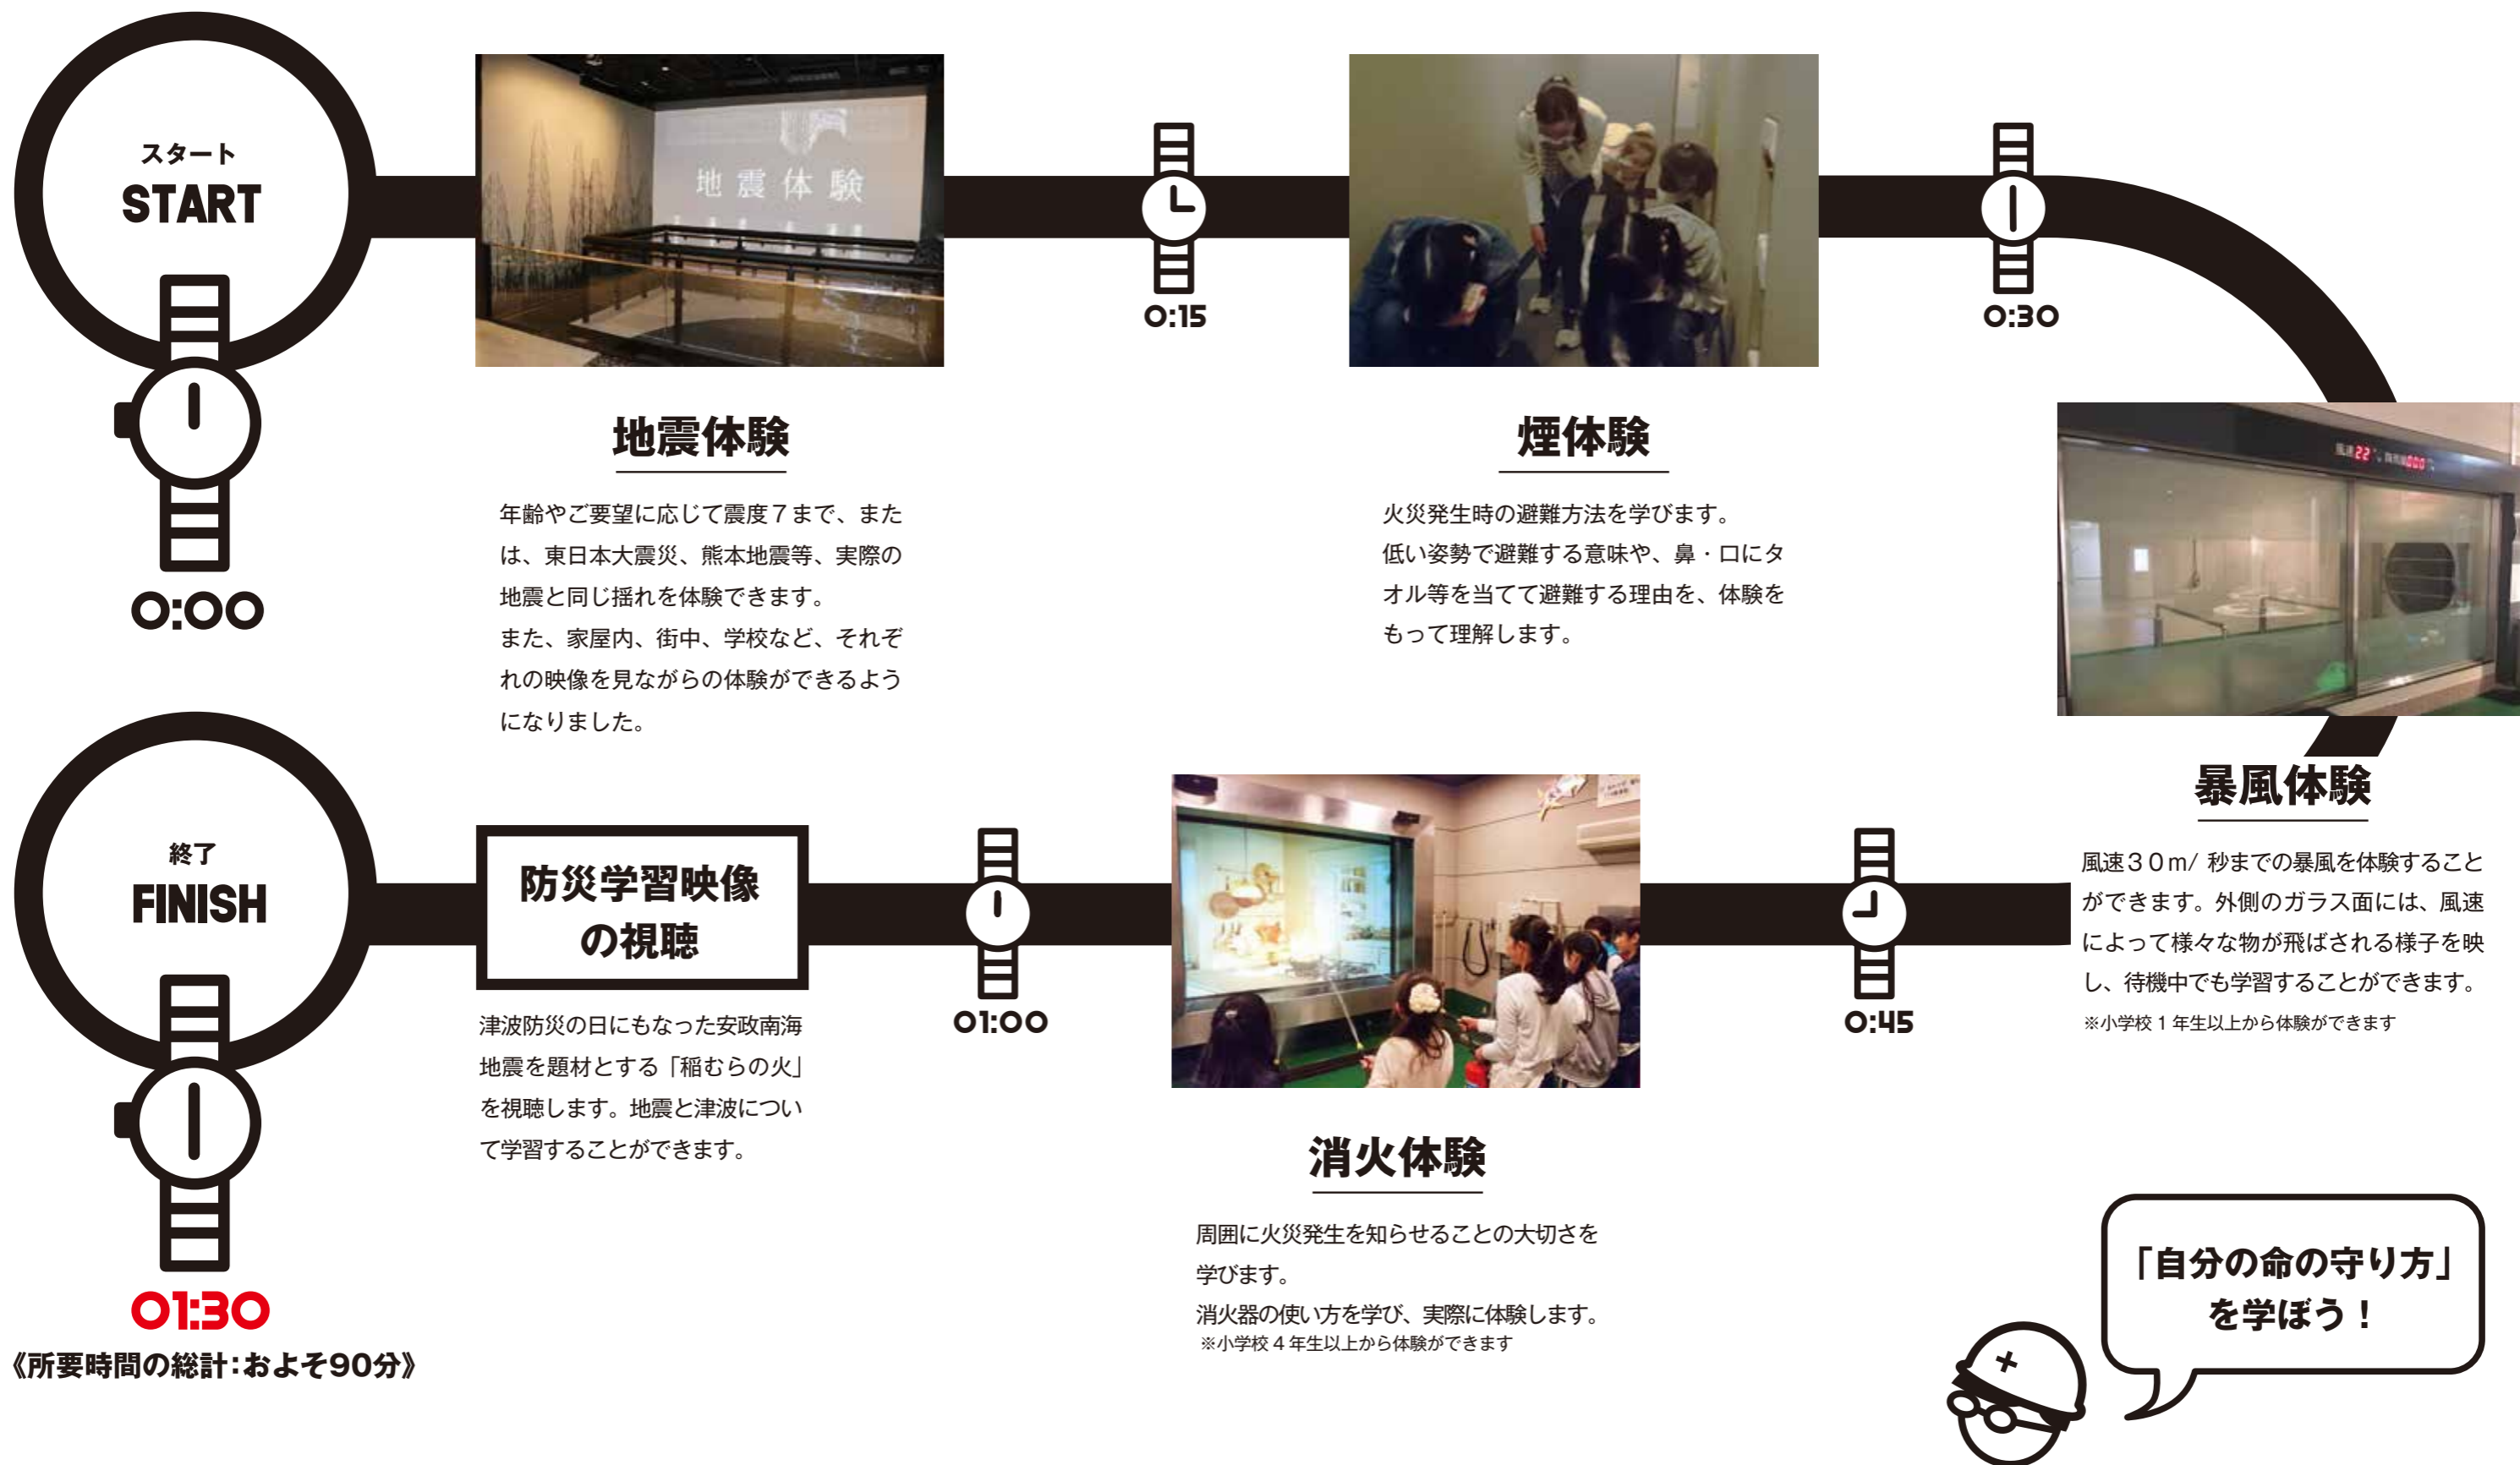 スタート
START
0:00
地震体験
0:15
0:30
地震体験
年齢やご要望に応じて震度７まで、また
は、東日本大震災、熊本地震等、実際の
地震と同じ揺れを体験できます。
また、家屋内、街中、学校など、それぞ
れの映像を見ながらの体験ができるよう
になりました。
煙体験
火災発生時の避難方法を学びます。
低い姿勢で避難する意味や、鼻・口にタ
オル等を当てて避難する理由を、体験を
もって理解します。
風速22
000
暴風体験
風速３０m/ 秒までの暴風を体験すること
ができます。外側のガラス面には、風速
によって様々な物が飛ばされる様子を映
し、待機中でも学習することができます。
※小学校 1 年生以上から体験ができます
0:45
消火体験
周囲に火災発生を知らせることの大切さを
学びます。
消火器の使い方を学び、実際に体験します。
※小学校 4 年生以上から体験ができます
01:00
防災学習映像
の視聴
津波防災の日にもなった安政南海
地震を題材とする「稲むらの火」
を視聴します。地震と津波につい
て学習することができます。
終了
FINISH
01:30
《所要時間の総計：およそ90分》
「自分の命の守り方」
を学ぼう！